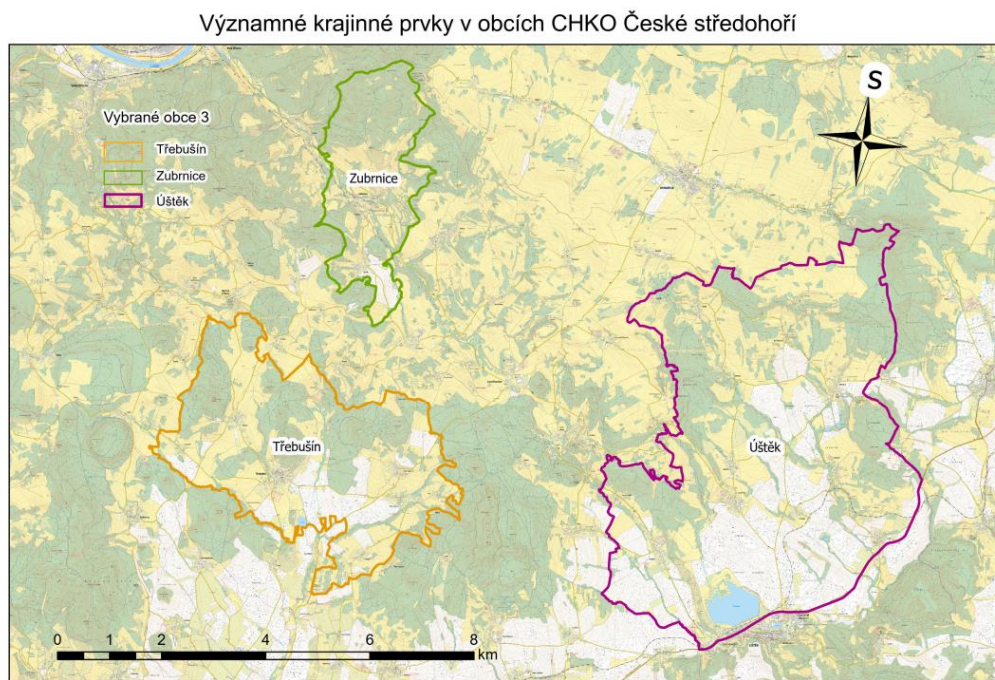 Významné krajinné prvky v obcích CHKO České středohoří
S
Vybrané obce 3
Třebušín
Zubrnice
Úštěk
Zubrnice
Třebušín
Úštěk
0 2 4 6 8
km